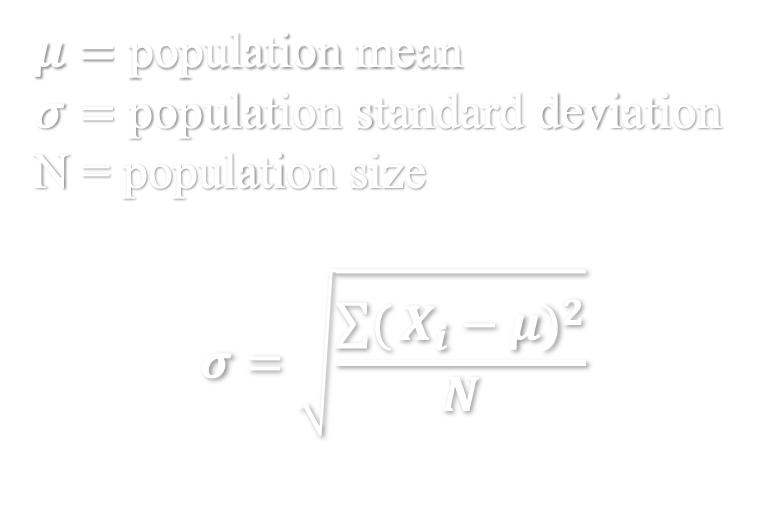 μ = population mean
σ = population standard deviation
N = population size
σ = √(∑( Xᵢ − μ)² / N)